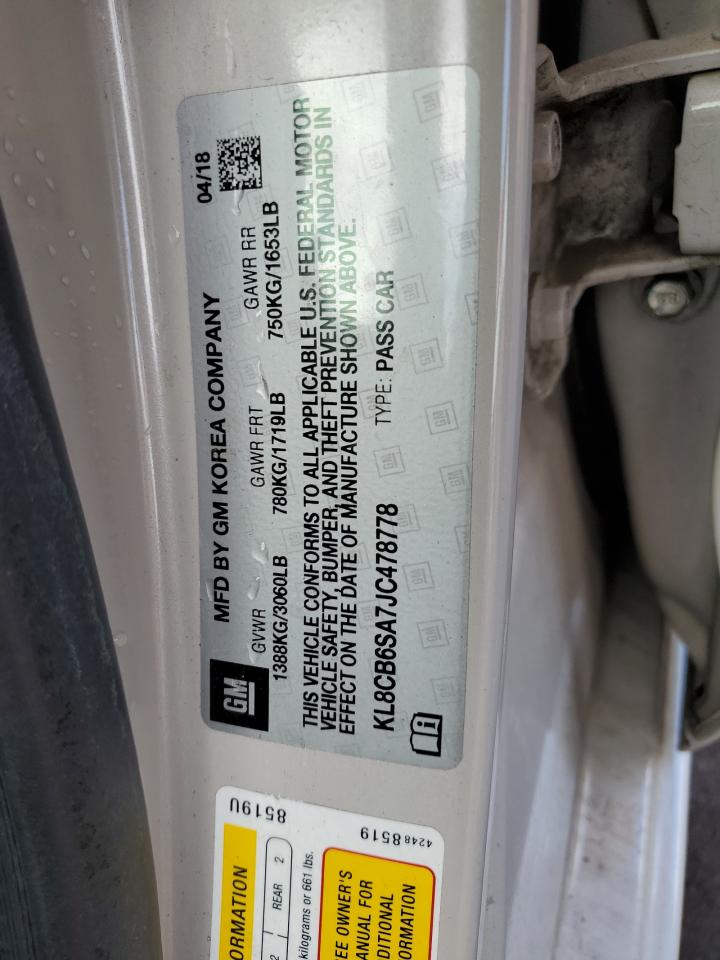 MFD BY GM KOREA COMPANY 04/18
GM
GVWR GAWR FRT GAWR RR
1388KG/3060LB 780KG/1719LB 750KG/1653LB
THIS VEHICLE CONFORMS TO ALL APPLICABLE U.S. FEDERAL MOTOR
VEHICLE SAFETY, BUMPER, AND THEFT PREVENTION STANDARDS IN
EFFECT ON THE DATE OF MANUFACTURE SHOWN ABOVE.
KL8CB6SA7JC478778 TYPE: PASS CAR
8519U
4248 8519
ORMATION
2 REAR 2
kilograms or 661 lbs.
EE OWNER'S
ANUAL FOR
DITIONAL
ORMATION